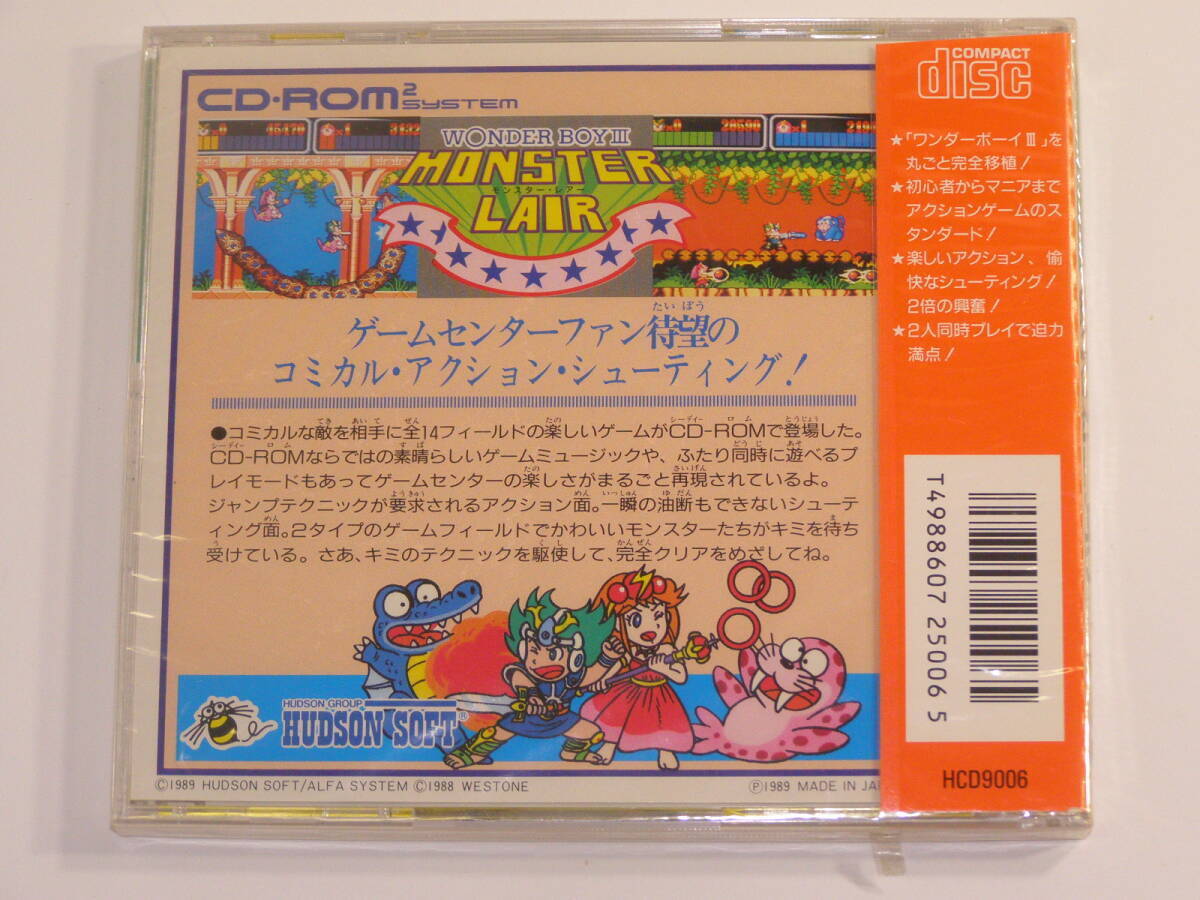 CD·ROM2 SYSTEM
WONDER BOY III
MONSTER
モンスター・レアー
LAIR
ゲームセンターファン待望の
たいぼう
コミカル・アクション・シューティング!
●コミカルな敵を相手に全14フィールドの楽しいゲームがCD-ROMで登場した。
CD-ROMならではの素晴らしいゲームミュージックや、ふたり同時に遊べるプ
レイモードもあってゲームセンターの楽しさがまるごと再現されているよ。
ジャンプテクニックが要求されるアクション面。一瞬の油断もできないシューテ
ィング面。2タイプのゲームフィールドでかわいいモンスターたちがキミを待ち
受けている。さあ、キミのテクニックを駆使して、完全クリアをめざしてね。
HUDSON GROUP
HUDSON SOFT®
©1989 HUDSON SOFT/ALFA SYSTEM ©1988 WESTONE
Ⓟ1989 MADE IN JA
COMPACT
disc
★「ワンダーボーイⅢ」を
丸ごと完全移植!
★初心者からマニアまで
アクションゲームのス
タンダード!
★楽しいアクション、愉
快なシューティング!
2倍の興奮!
★2人同時プレイで迫力
満点!
T4988607 25006 5
HCD9006